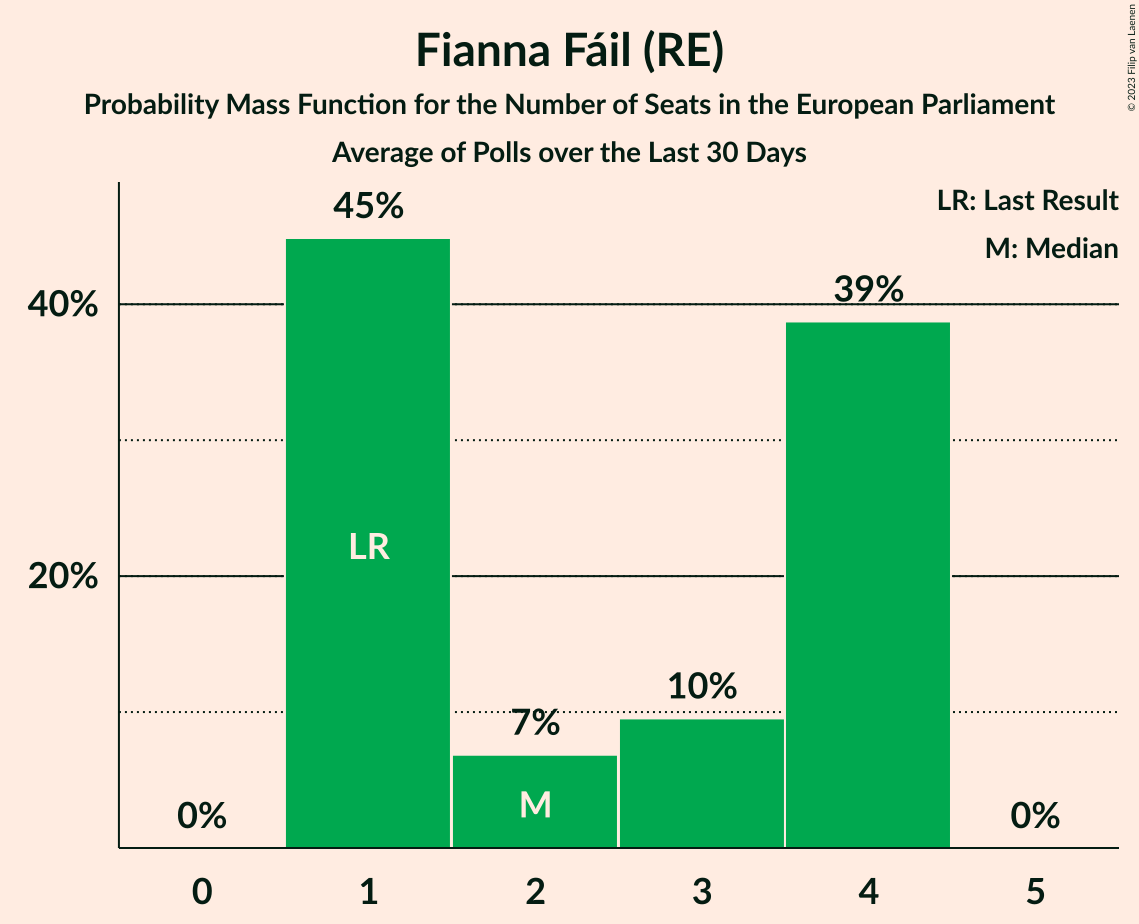 Fianna Fáil (RE)
Probability Mass Function for the Number of Seats in the European Parliament
Average of Polls over the Last 30 Days
© 2023 Filip van Laenen
LR: Last Result
M: Median
45%
39%
40%
LR
20%
10%
7%
M
0%
0%
0 1 2 3 4 5